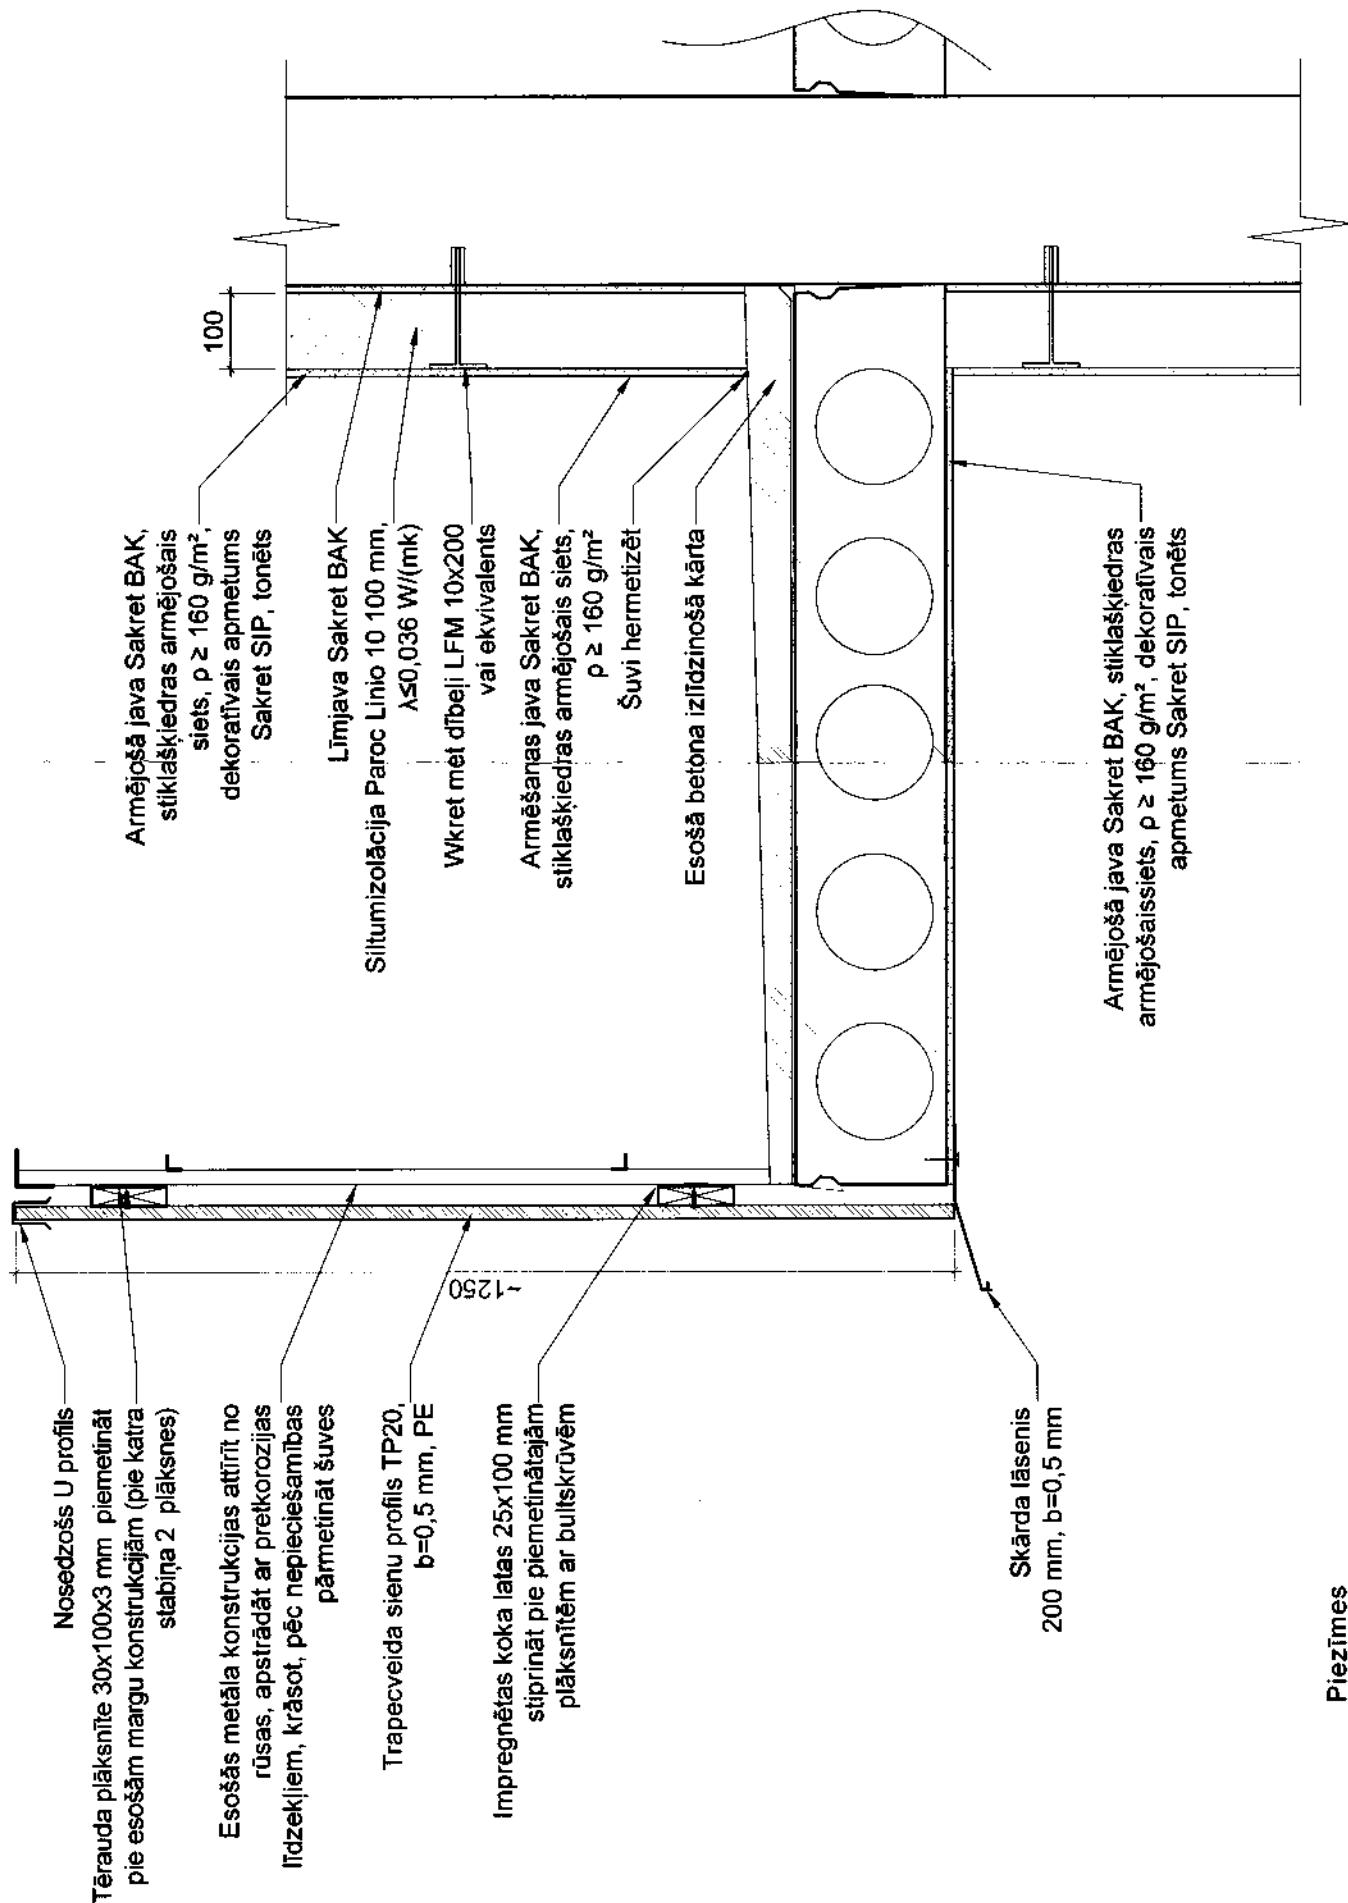 Nosedzošs U profils
Tērauda plāksnīte 30x100x3 mm piemetināt
pie esošām margu konstrukcijām (pie katra
stabiņa 2 plāksnes)
Esošās metāla konstrukcijas attīrīt no
rūsas, apstrādāt ar pretkorozijas
līdzekļiem, krāsot, pēc nepieciešamības
pārmetināt šuves
Trapecveida sienu profils TP20,
b=0,5 mm, PE
Impregnētas koka latas 25x100 mm
stiprināt pie piemetinātajām
plāksnītēm ar bultskrūvēm
~1250
Skārda lāsenis
200 mm, b=0,5 mm
100
Armējošā java Sakret BAK,
stiklašķiedras armējošais
siets, ρ ≥ 160 g/m²,
dekoratīvais apmetums
Sakret SIP, tonēts
Līmjava Sakret BAK
Siltumizolācija Paroc Linio 10 100 mm,
λ≤0,036 W/(mk)
Wkret met dībeļi LFM 10x200
vai ekvivalents
Armēšanas java Sakret BAK,
stiklašķiedras armējošais siets,
ρ ≥ 160 g/m²
Šuvi hermetizēt
Esošā betona izlīdzinošā kārta
Armējošā java Sakret BAK, stiklašķiedras
armējošaissiets, ρ ≥ 160 g/m², dekoratīvais
apmetums Sakret SIP, tonēts
Piezīmes